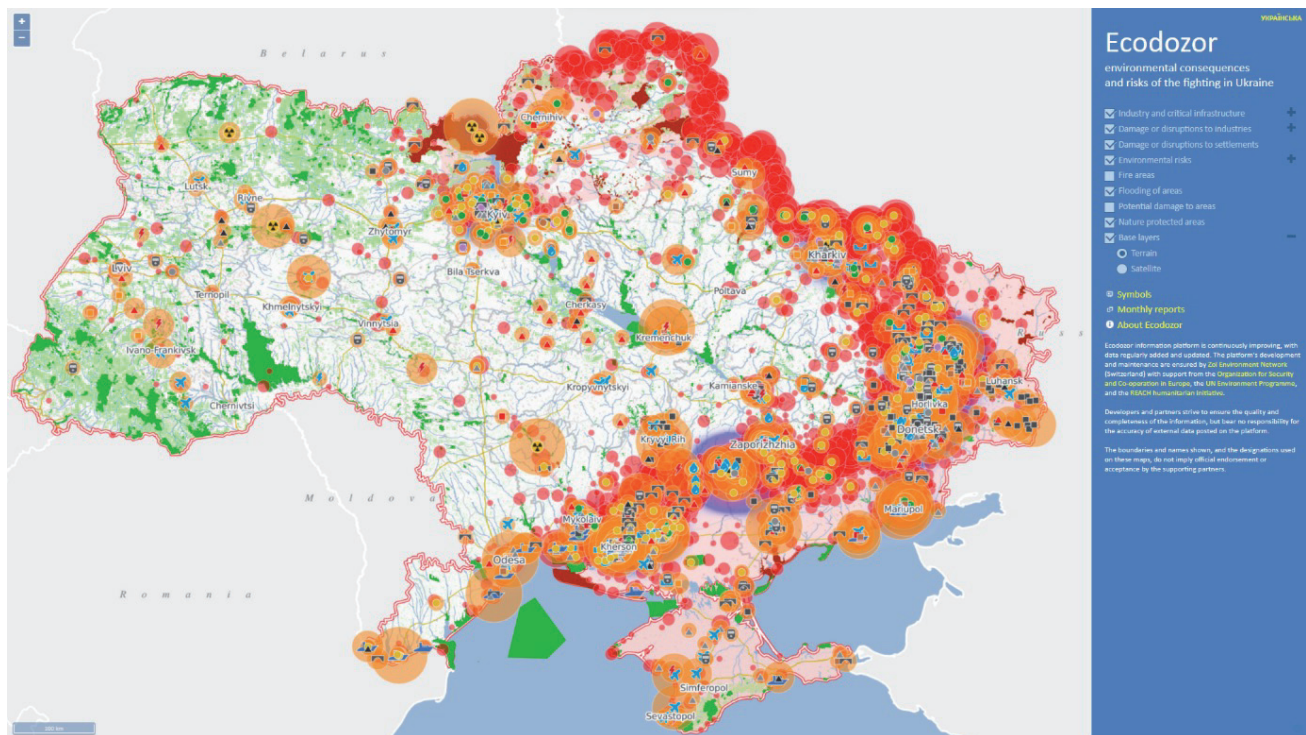 +
−
УКРАЇНСЬКА
Ecodozor
environmental consequences
and risks of the fighting in Ukraine
Industry and critical infrastructure
Damage or disruptions to industries
Damage or disruptions to settlements
Environmental risks
Fire areas
Flooding of areas
Potential damage to areas
Nature protected areas
Base layers
Terrain
Satellite
Symbols
Monthly reports
About Ecodozor
Ecodozor information platform is continuously improving, with
data regularly added and updated. The platform's development
and maintenance are ensured by Zoï Environment Network
(Switzerland) with support from the Organization for Security
and Co-operation in Europe, the UN Environment Programme,
and the REACH humanitarian initiative.
Developers and partners strive to ensure the quality and
completeness of the information, but bear no responsibility for
the accuracy of external data posted on the platform.
The boundaries and names shown, and the designations used
on these maps, do not imply official endorsement or
acceptance by the supporting partners.
Belarus
Chernihiv
Sumy
Lutsk
Rivne
Kyiv
Zhytomyr
Kharkiv
Lviv
Bila Tserkva
Poltava
Ternopil
Khmelnytskyi
Cherkasy
Vinnytsia
Kremenchuk
Ivano-Frankivsk
Kropyvnytskyi
Kamianske
Luhansk
Chernivtsi
Horlivka
Donetsk
Kryvyi Rih
Zaporizhzhia
Moldova
Mykolaiv
Mariupol
Kherson
Odesa
Romania
Simferopol
Sevastopol